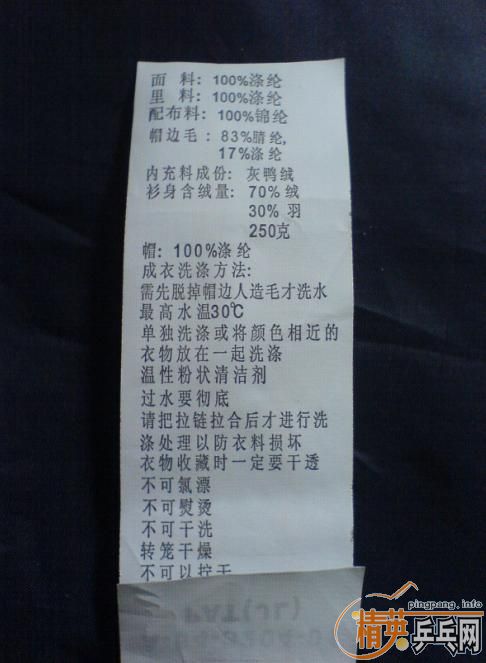 面 料: 100%涤纶
里 料: 100%涤纶
配布料: 100%锦纶
帽边毛: 83%腈纶,
17%涤纶
内充料成份: 灰鸭绒
衫身含绒量: 70% 绒
30% 羽
250克
帽: 100%涤纶
成衣洗涤方法:
需先脱掉帽边人造毛才洗水
最高水温30℃
单独洗涤或将颜色相近的
衣物放在一起洗涤
温性粉状清洁剂
过水要彻底
请把拉链拉合后才进行洗
涤处理以防衣料损坏
衣物收藏时一定要干透
不可氯漂
不可熨烫
不可干洗
转笼干燥
不可以拧干
pingpang.info
精英乒乓网